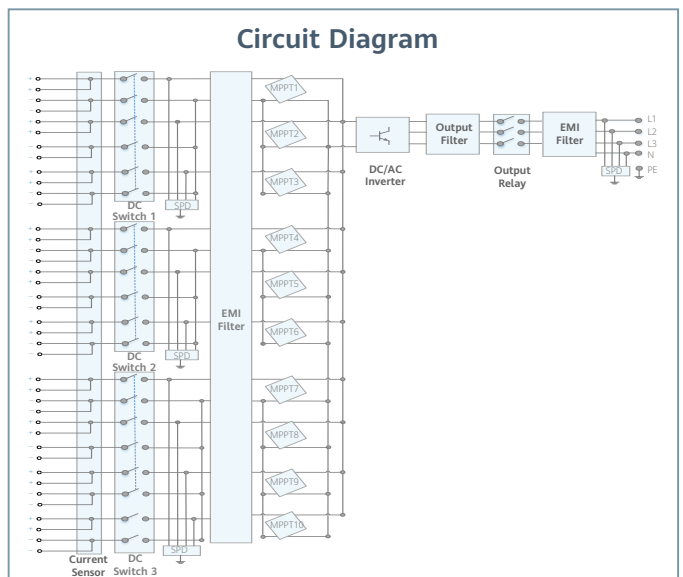 Circuit Diagram
MPPT1
MPPT2
MPPT3
DC
Switch 1
SPD
MPPT4
MPPT5
MPPT6
DC
Switch 2
SPD
EMI
Filter
MPPT7
MPPT8
MPPT9
MPPT10
Current
Sensor
DC
Switch 3
SPD
DC/AC
Inverter
Output
Filter
Output
Relay
EMI
Filter
L1
L2
L3
N
SPD
PE